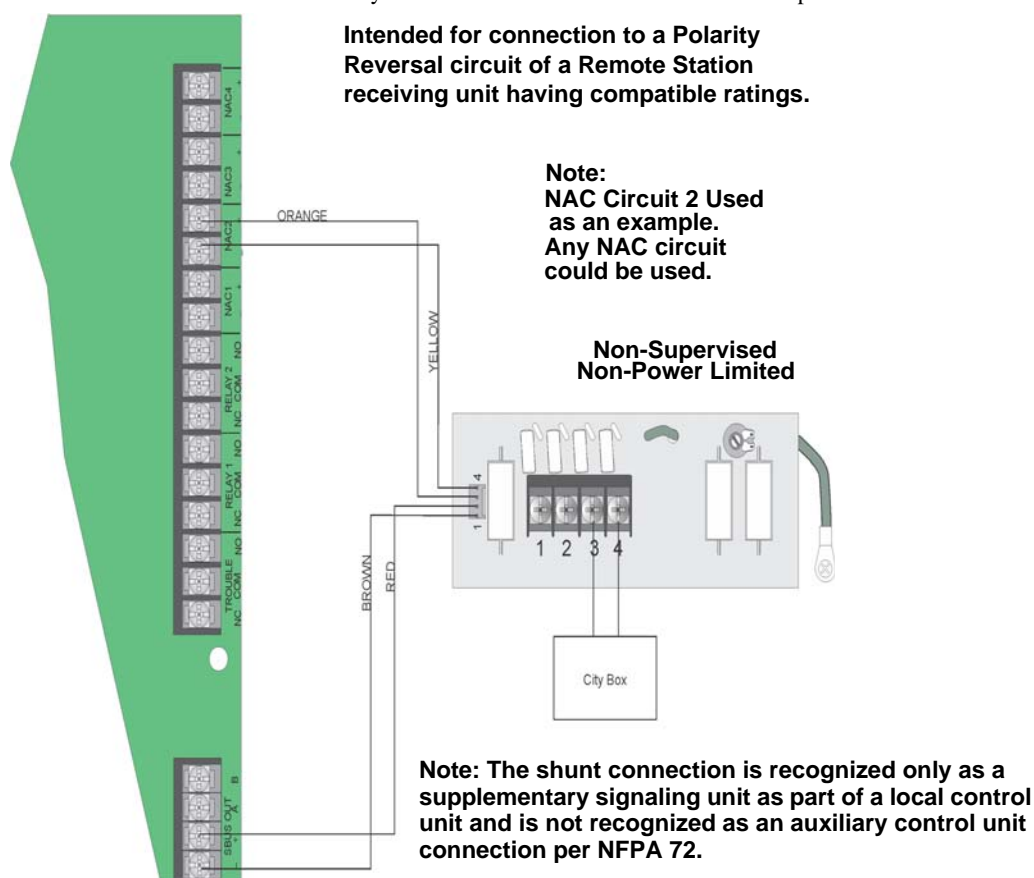 Intended for connection to a Polarity
Reversal circuit of a Remote Station
receiving unit having compatible ratings.
Note:
NAC Circuit 2 Used
as an example.
Any NAC circuit
could be used.
Non-Supervised
Non-Power Limited
NAC4
+
-
NAC3
+
-
ORANGE
NAC2
+
-
YELLOW
NAC1
+
-
RELAY 2
NC COM NO
RELAY 1
NC COM NO
TROUBLE
NC COM NO
BROWN
RED
4
1
1 2 3 4
City Box
SBUS OUT
- + A B
Note: The shunt connection is recognized only as a
supplementary signaling unit as part of a local control
unit and is not recognized as an auxiliary control unit
connection per NFPA 72.